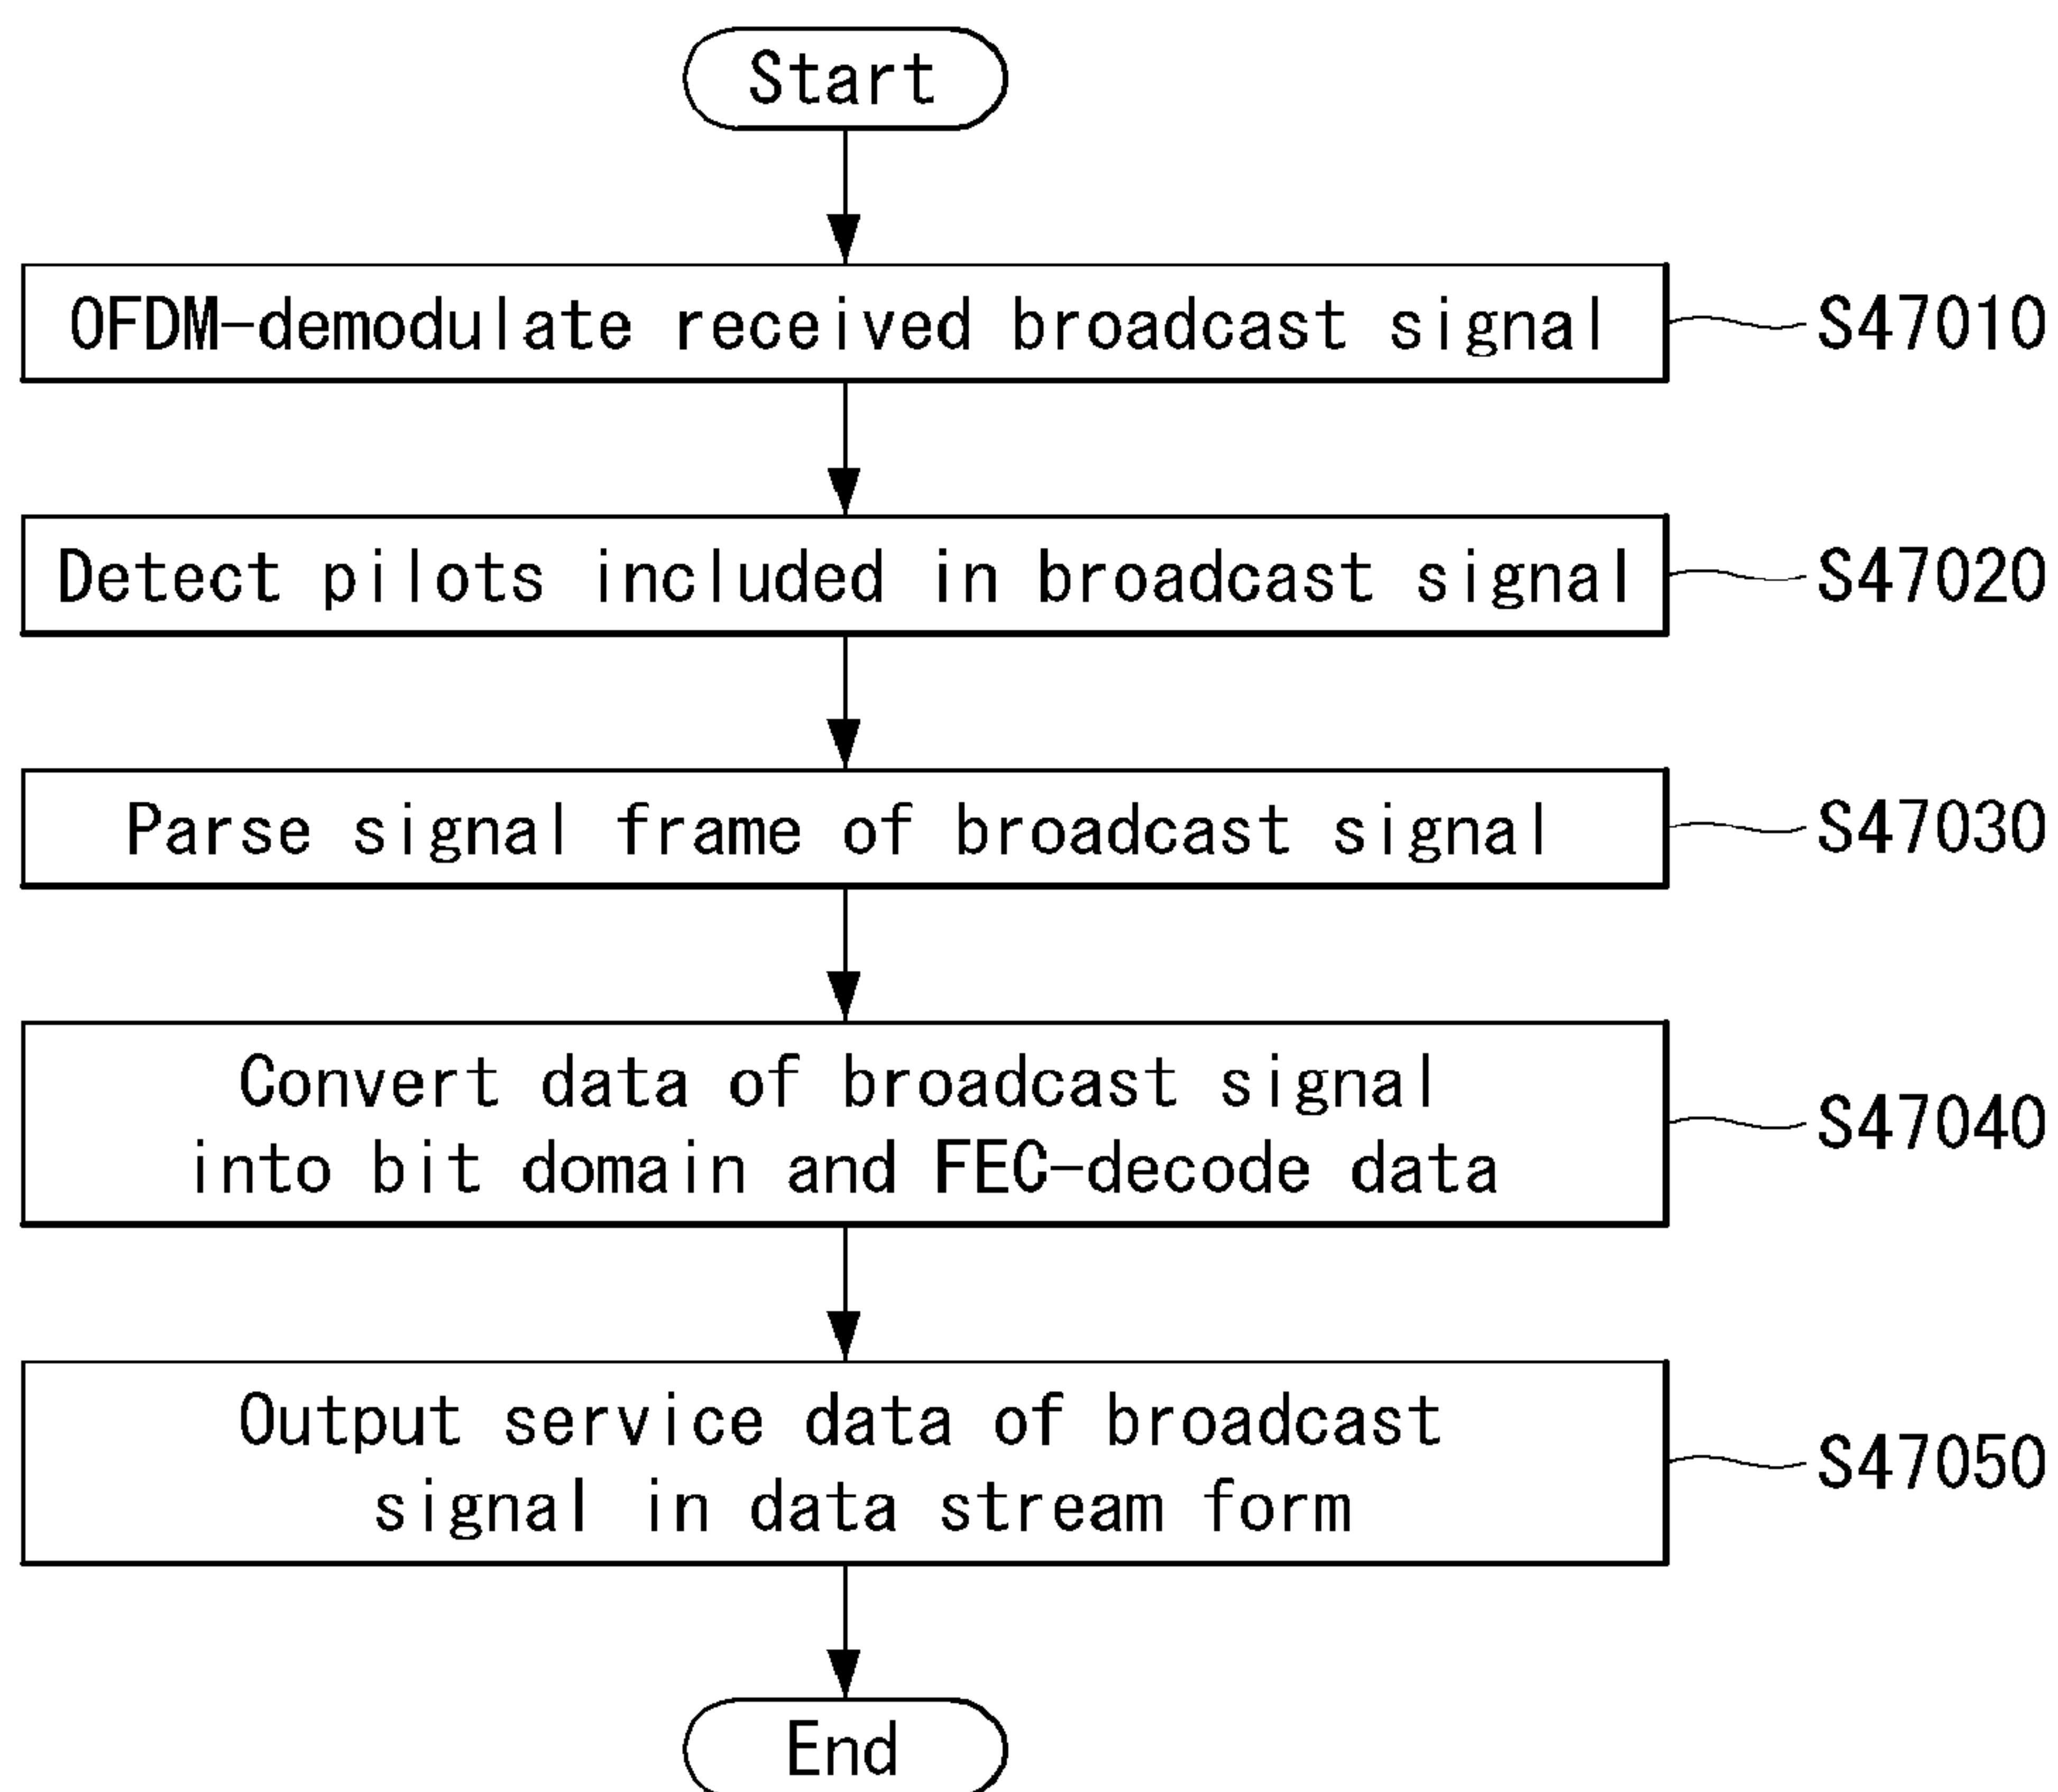 Start
OFDM-demodulate received broadcast signal
S47010
Detect pilots included in broadcast signal
S47020
Parse signal frame of broadcast signal
S47030
Convert data of broadcast signal
into bit domain and FEC-decode data
S47040
Output service data of broadcast
signal in data stream form
S47050
End